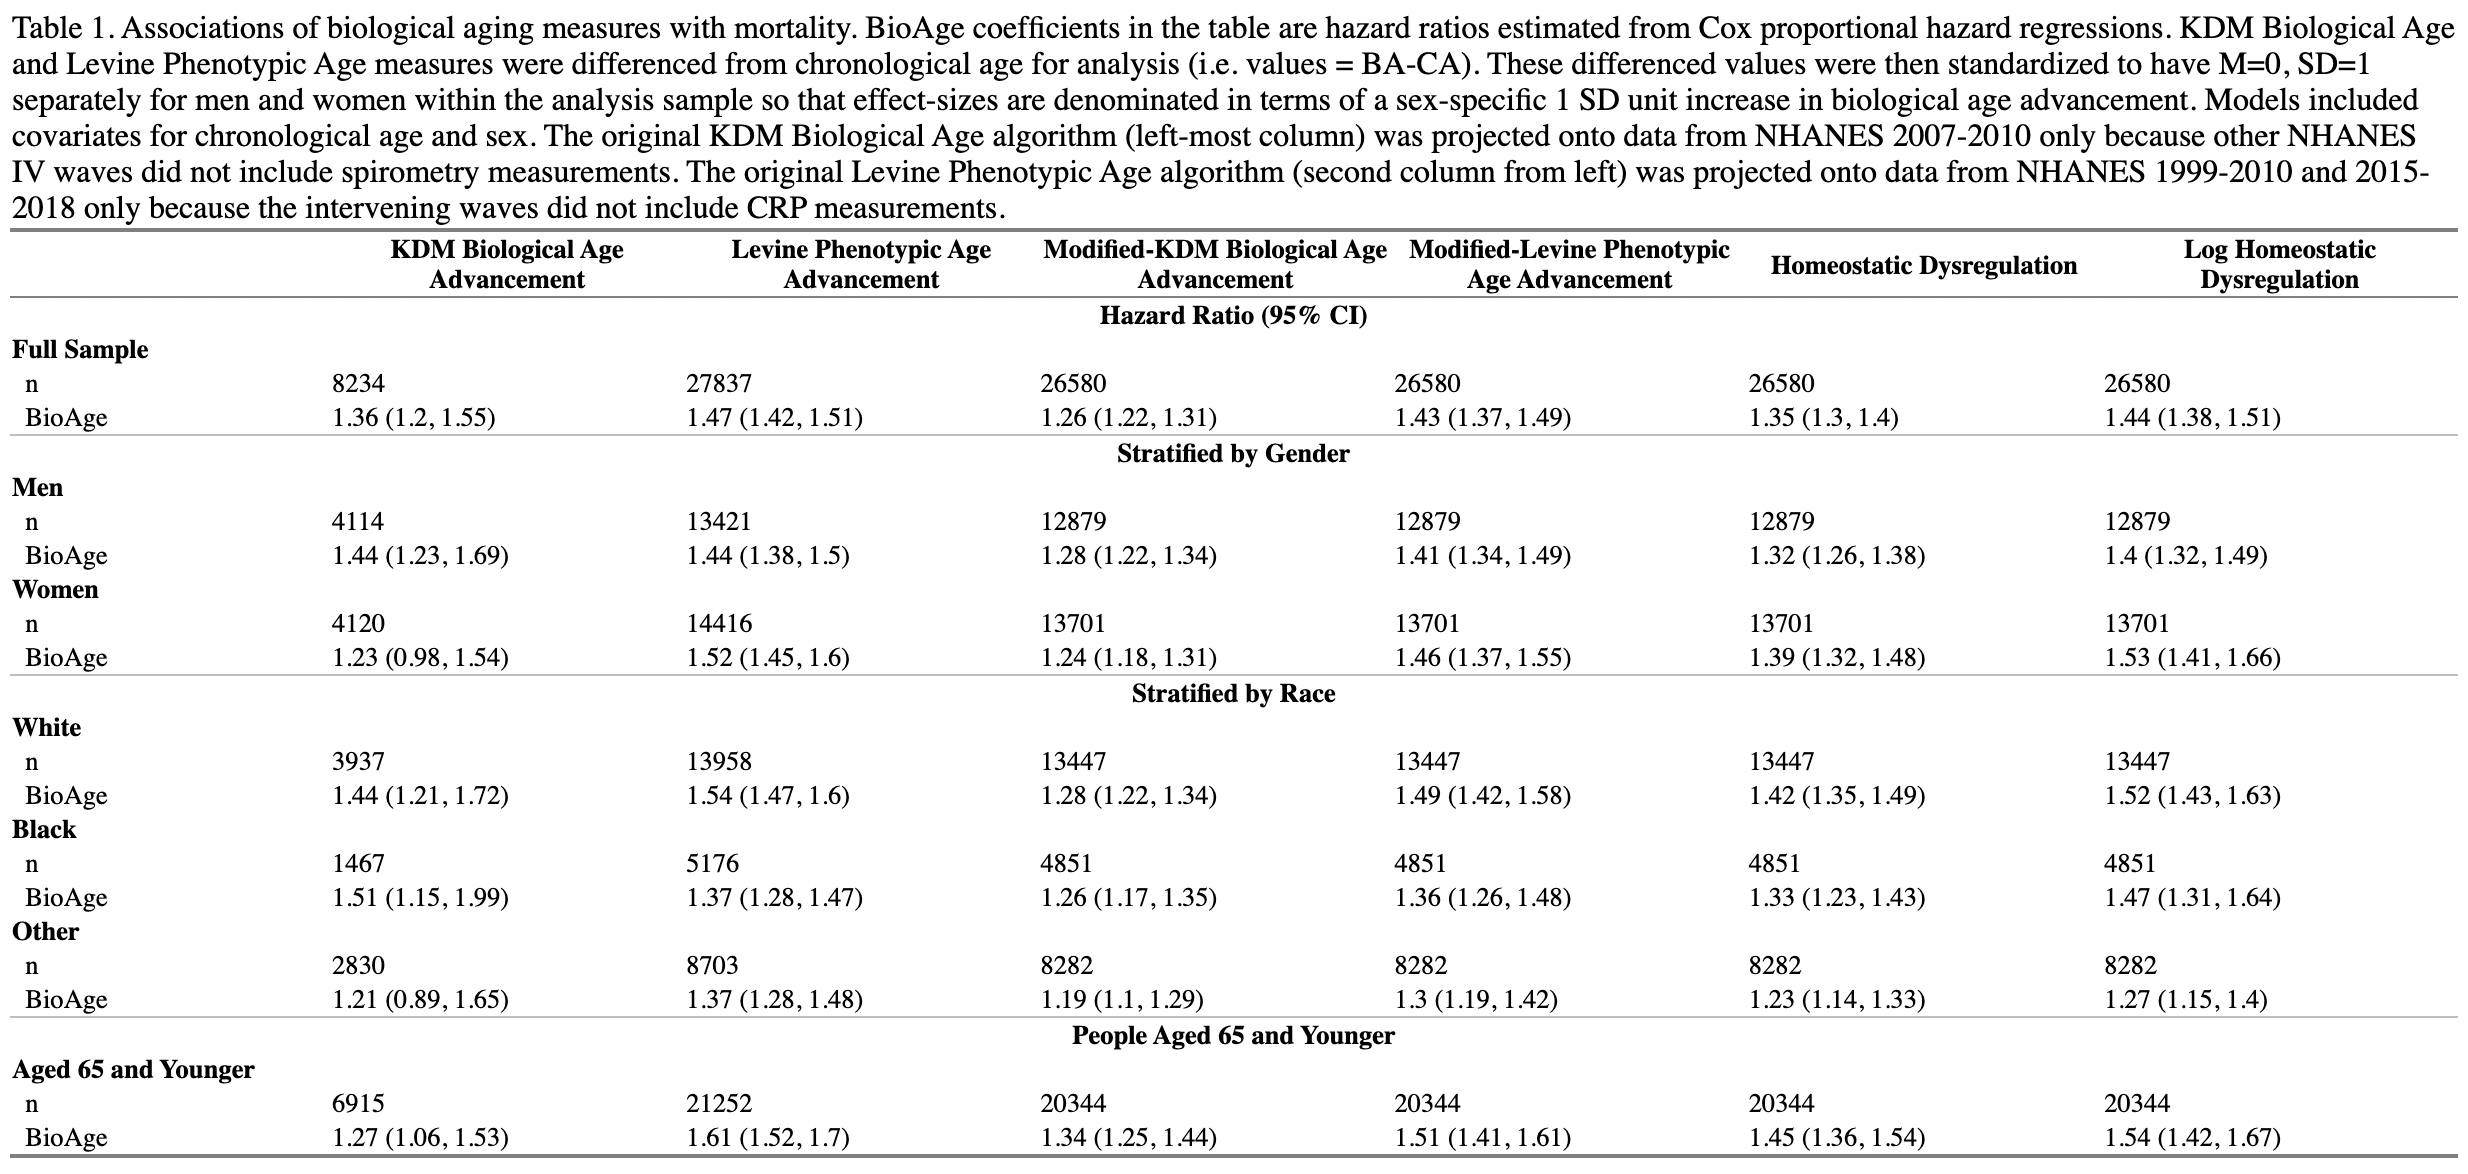 Table 1. Associations of biological aging measures with mortality. BioAge coefficients in the table are hazard ratios estimated from Cox proportional hazard regressions. KDM Biological Age
and Levine Phenotypic Age measures were differenced from chronological age for analysis (i.e. values = BA-CA). These differenced values were then standardized to have M=0, SD=1
separately for men and women within the analysis sample so that effect-sizes are denominated in terms of a sex-specific 1 SD unit increase in biological age advancement. Models included
covariates for chronological age and sex. The original KDM Biological Age algorithm (left-most column) was projected onto data from NHANES 2007-2010 only because other NHANES
IV waves did not include spirometry measurements. The original Levine Phenotypic Age algorithm (second column from left) was projected onto data from NHANES 1999-2010 and 2015-
2018 only because the intervening waves did not include CRP measurements.
KDM Biological Age Levine Phenotypic Age Modified-KDM Biological Age Modified-Levine Phenotypic Homeostatic Dysregulation Log Homeostatic
Advancement Advancement Advancement Age Advancement Dysregulation
Hazard Ratio (95% CI)
Full Sample
n 8234 27837 26580 26580 26580 26580
BioAge 1.36 (1.2, 1.55) 1.47 (1.42, 1.51) 1.26 (1.22, 1.31) 1.43 (1.37, 1.49) 1.35 (1.3, 1.4) 1.44 (1.38, 1.51)
Stratified by Gender
Men
n 4114 13421 12879 12879 12879 12879
BioAge 1.44 (1.23, 1.69) 1.44 (1.38, 1.5) 1.28 (1.22, 1.34) 1.41 (1.34, 1.49) 1.32 (1.26, 1.38) 1.4 (1.32, 1.49)
Women
n 4120 14416 13701 13701 13701 13701
BioAge 1.23 (0.98, 1.54) 1.52 (1.45, 1.6) 1.24 (1.18, 1.31) 1.46 (1.37, 1.55) 1.39 (1.32, 1.48) 1.53 (1.41, 1.66)
Stratified by Race
White
n 3937 13958 13447 13447 13447 13447
BioAge 1.44 (1.21, 1.72) 1.54 (1.47, 1.6) 1.28 (1.22, 1.34) 1.49 (1.42, 1.58) 1.42 (1.35, 1.49) 1.52 (1.43, 1.63)
Black
n 1467 5176 4851 4851 4851 4851
BioAge 1.51 (1.15, 1.99) 1.37 (1.28, 1.47) 1.26 (1.17, 1.35) 1.36 (1.26, 1.48) 1.33 (1.23, 1.43) 1.47 (1.31, 1.64)
Other
n 2830 8703 8282 8282 8282 8282
BioAge 1.21 (0.89, 1.65) 1.37 (1.28, 1.48) 1.19 (1.1, 1.29) 1.3 (1.19, 1.42) 1.23 (1.14, 1.33) 1.27 (1.15, 1.4)
People Aged 65 and Younger
Aged 65 and Younger
n 6915 21252 20344 20344 20344 20344
BioAge 1.27 (1.06, 1.53) 1.61 (1.52, 1.7) 1.34 (1.25, 1.44) 1.51 (1.41, 1.61) 1.45 (1.36, 1.54) 1.54 (1.42, 1.67)